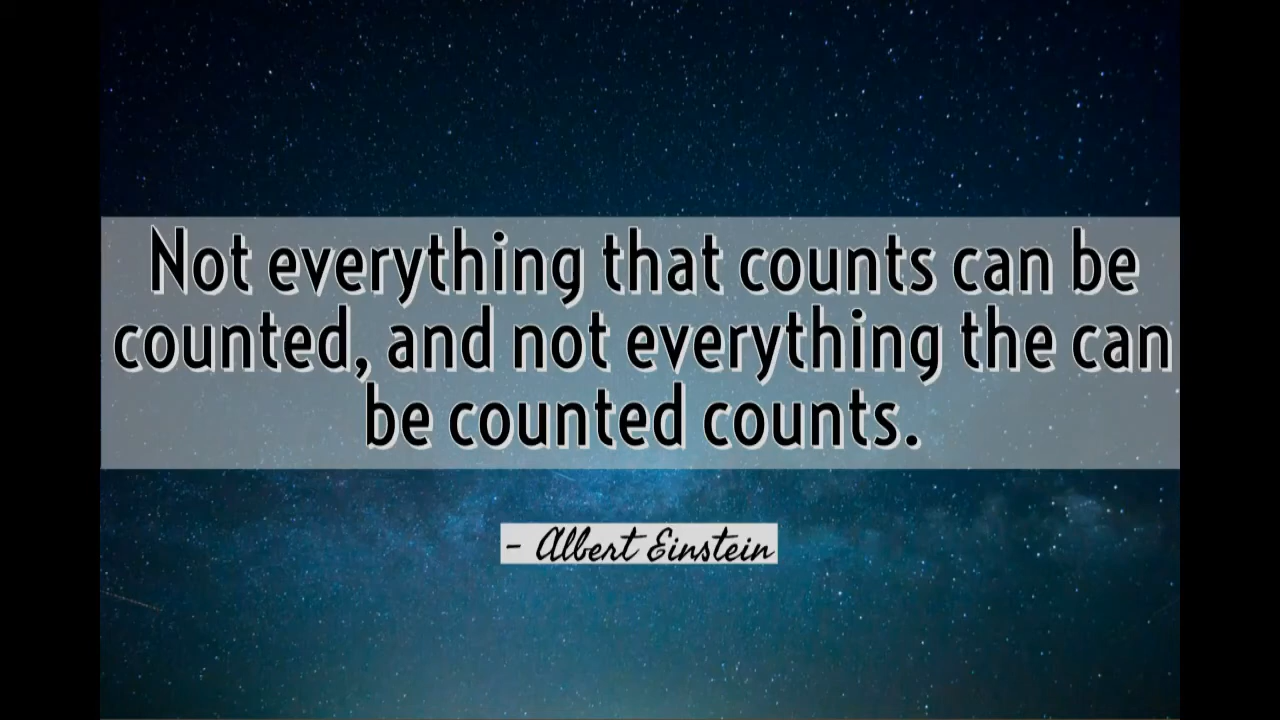 Not everything that counts can be
counted, and not everything the can
be counted counts.
- Albert Einstein